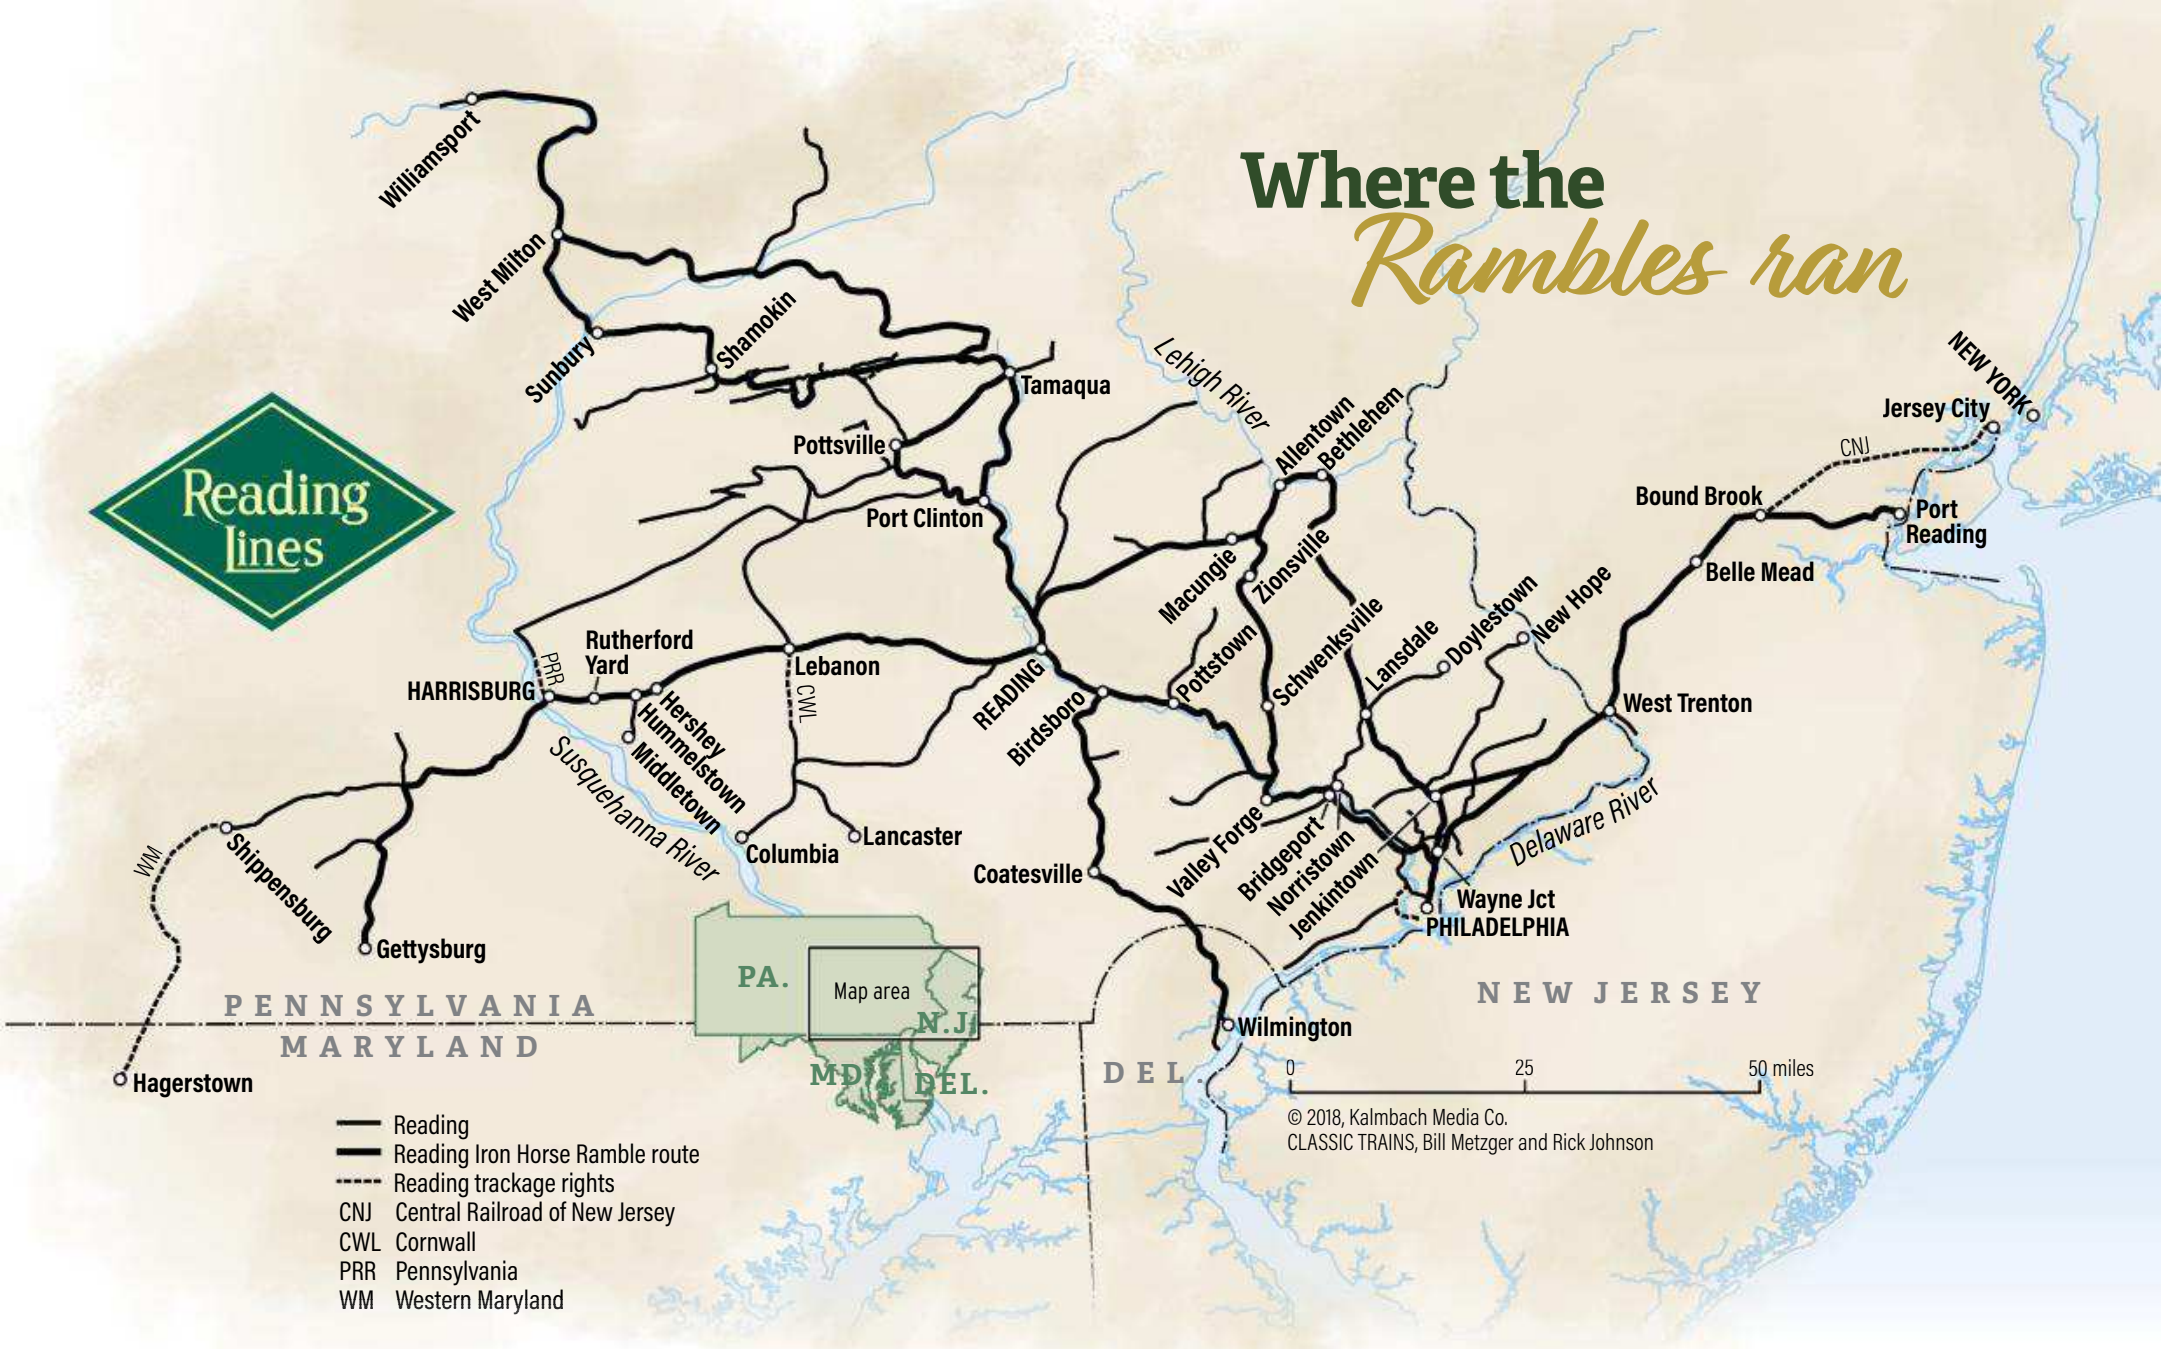 Where the
Rambles ran
Reading
Lines
Williamsport
West Milton
Sunbury
Shamokin
Tamaqua
Pottsville
Port Clinton
Lehigh River
Allentown
Bethlehem
Macungie
Zionsville
NEW YORK
Jersey City
CNJ
Bound Brook
Port
Reading
Belle Mead
Rutherford
Yard
PRR
HARRISBURG
Hershey
Hummelstown
Middletown
Lebanon
CWL
READING
Birdsboro
Pottstown
Schwenksville
Lansdale
Doylestown
New Hope
West Trenton
Susquehanna River
Columbia
Lancaster
Coatesville
Valley Forge
Bridgeport
Norristown
Jenkintown
Delaware River
Wayne Jct
PHILADELPHIA
WM
Shippensburg
Gettysburg
Hagerstown
PENNSYLVANIA
MARYLAND
PA.
Map area
N.J.
MD.
DEL.
DEL.
Wilmington
NEW JERSEY
0 25 50 miles
© 2018, Kalmbach Media Co.
CLASSIC TRAINS, Bill Metzger and Rick Johnson
Reading
Reading Iron Horse Ramble route
Reading trackage rights
CNJ Central Railroad of New Jersey
CWL Cornwall
PRR Pennsylvania
WM Western Maryland